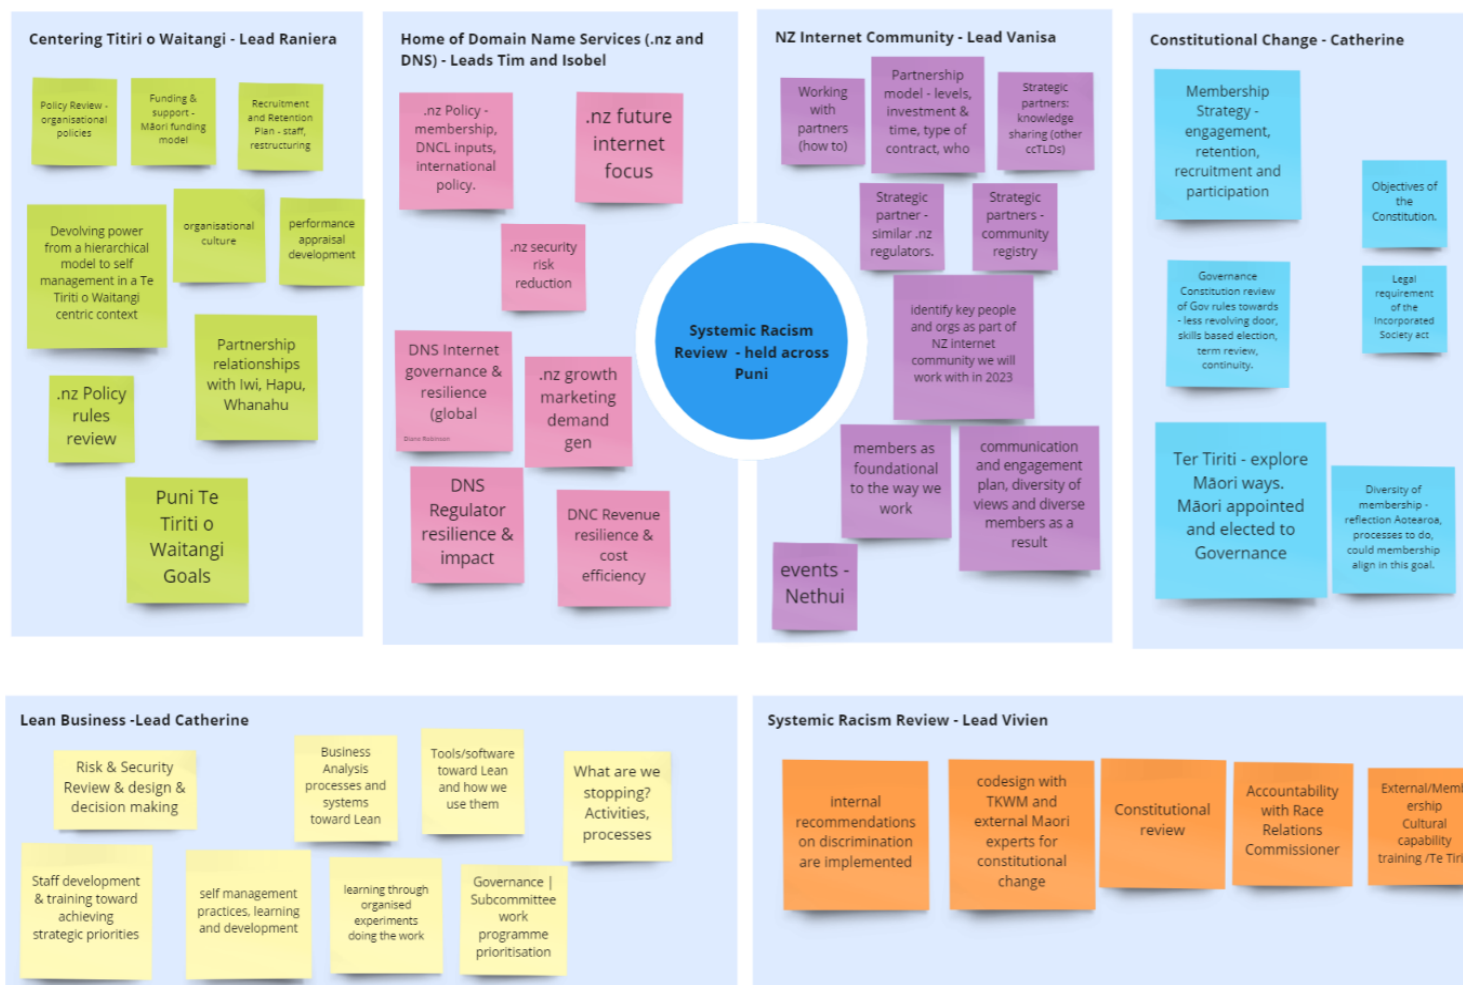 Centering Titiri o Waitangi - Lead Raniera
Policy Review -
organisational
policies
Funding &
support -
Māori funding
model
Recruitment
and Retention
Plan - staff,
restructuring
Devolving power
from a hierarchical
model to self
management in a Te
Tiriti o Waitangi
centric context
organisational
culture
performance
appraisal
development
Partnership
relationships
with Iwi, Hapu,
Whanahu
.nz Policy
rules
review
Puni Te
Tiriti o
Waitangi
Goals
Home of Domain Name Services (.nz and
DNS) - Leads Tim and Isobel
.nz Policy -
membership,
DNCL inputs,
international
policy.
.nz future
internet
focus
.nz security
risk
reduction
DNS Internet
governance &
resilience
(global
Diane Robinson
.nz growth
marketing
demand
gen
DNS
Regulator
resilience &
impact
DNC Revenue
resilience &
cost
efficiency
Systemic Racism
Review - held across
Puni
NZ Internet Community - Lead Vanisa
Working
with
partners
(how to)
Partnership
model - levels,
investment &
time, type of
contract, who
Strategic
partners:
knowledge
sharing (other
ccTLDs)
Strategic
partner -
similar .nz
regulators.
Strategic
partners -
community
registry
identify key people
and orgs as part of
NZ internet
community we will
work with in 2023
members as
foundational
to the way we
work
communication
and engagement
plan, diversity of
views and diverse
members as a
result
events -
Nethui
Constitutional Change - Catherine
Membership
Strategy -
engagement,
retention,
recruitment and
participation
Objectives of
the
Constitution.
Governance
Constitution review
of Gov rules towards
- less revolving door,
skills based election,
term review,
continuity.
Legal
requirement
of the
Incorporated
Society act
Ter Tiriti - explore
Māori ways.
Māori appointed
and elected to
Governance
Diversity of
membership -
reflection Aotearoa,
processes to do,
could membership
align in this goal.
Lean Business -Lead Catherine
Risk & Security
Review & design &
decision making
Business
Analysis
processes and
systems
toward Lean
Tools/software
toward Lean
and how we
use them
What are we
stopping?
Activities,
processes
Staff development
& training toward
achieving
strategic priorities
self management
practices, learning
and development
learning through
organised
experiments
doing the work
Governance |
Subcommittee
work
programme
prioritisation
Systemic Racism Review - Lead Vivien
internal
recommendations
on discrimination
are implemented
codesign with
TKWM and
external Maori
experts for
constitutional
change
Constitutional
review
Accountability
with Race
Relations
Commissioner
External/Memb
ership
Cultural
capability
training /Te Tiri